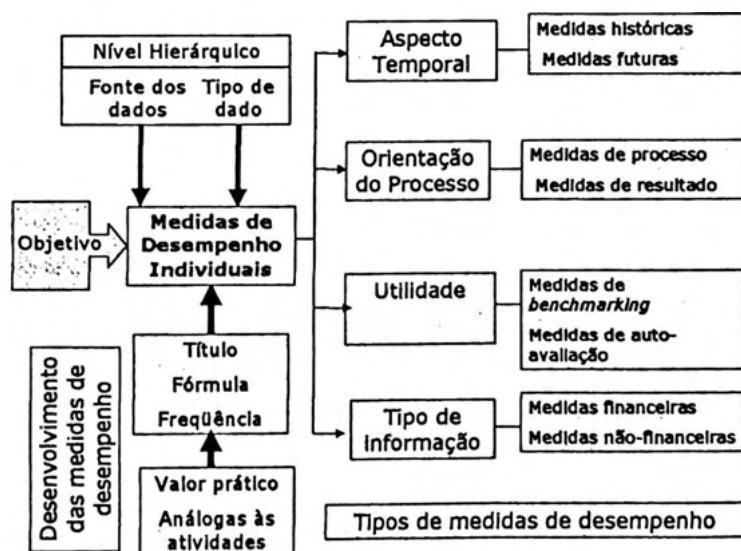 Nível Hierárquico
Fonte dos Tipo de
dados dado
Objetivo
Medidas de
Desempenho
Individuais
Título
Fórmula
Freqüência
Valor prático
Análogas às
atividades
Desenvolvimento
das medidas de
desempenho
Aspecto
Temporal
Medidas históricas
Medidas futuras
Orientação
do Processo
Medidas de processo
Medidas de resultado
Utilidade
Medidas de
benchmarking
Medidas de auto-
avaliação
Tipo de
informação
Medidas financeiras
Medidas não-financeiras
Tipos de medidas de desempenho